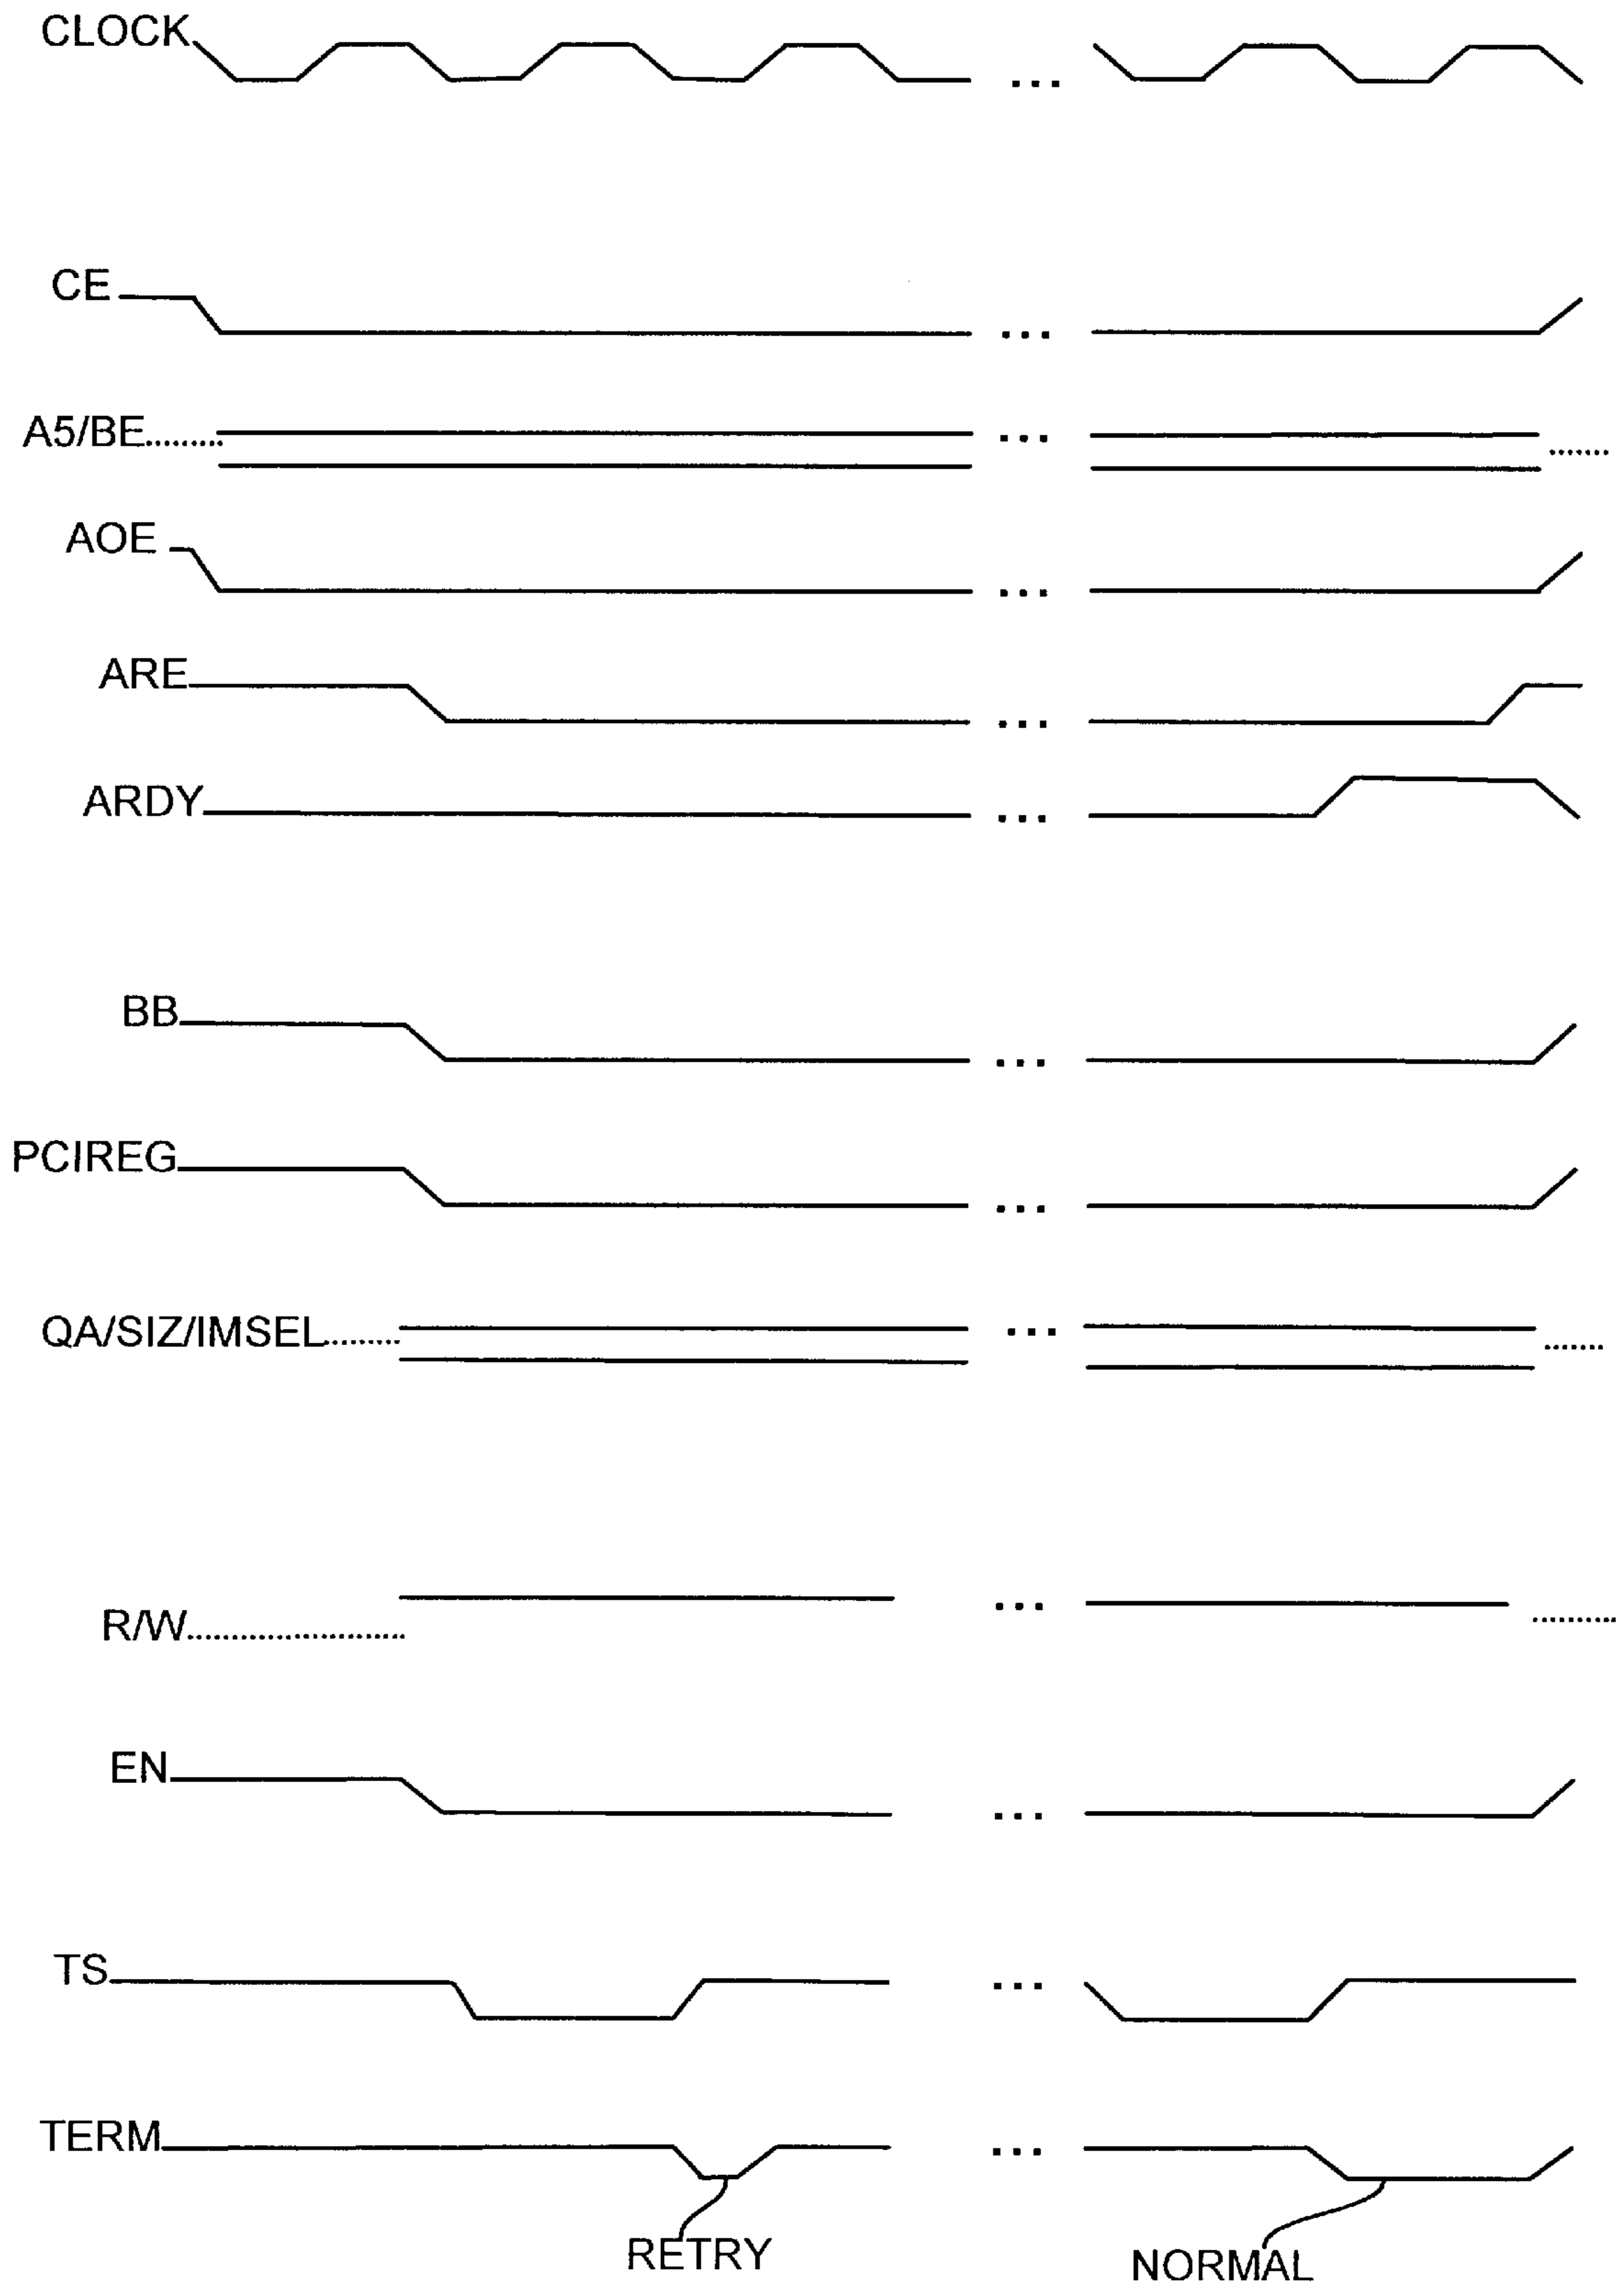 CLOCK
...
CE
...
A5/BE
...
AOE
...
ARE
...
ARDY
...
BB
...
PCIREG
...
QA/SIZ/IMSEL
...
R/W
...
EN
...
TS
...
TERM
...
RETRY
NORMAL